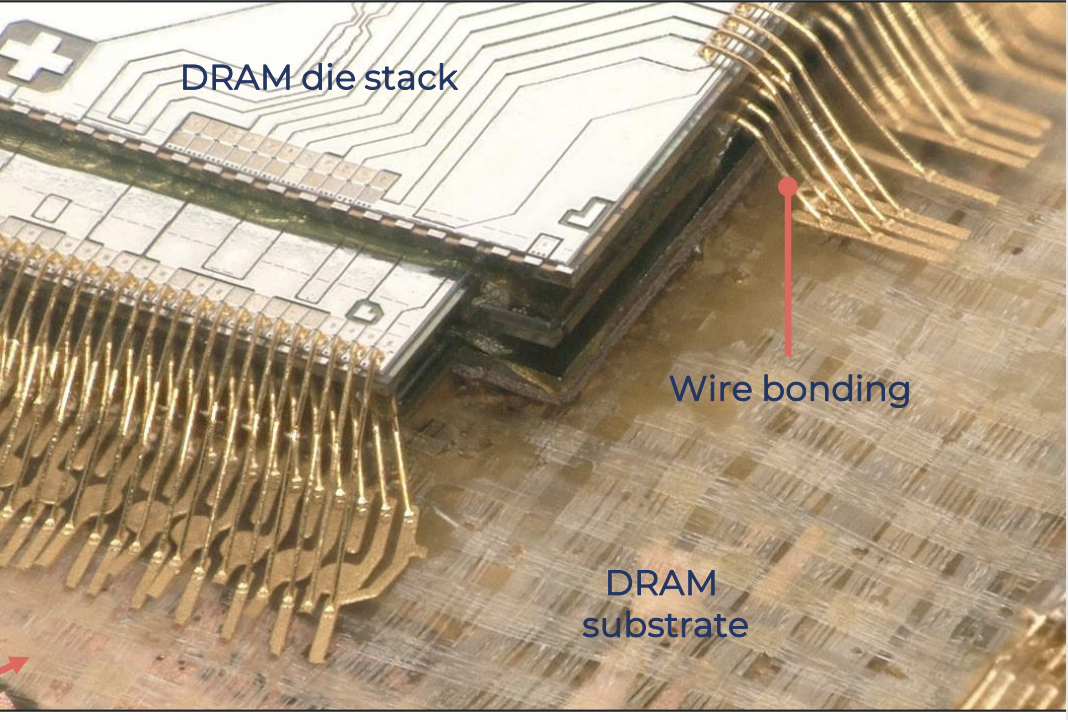 DRAM die stack
Wire bonding
DRAM
substrate